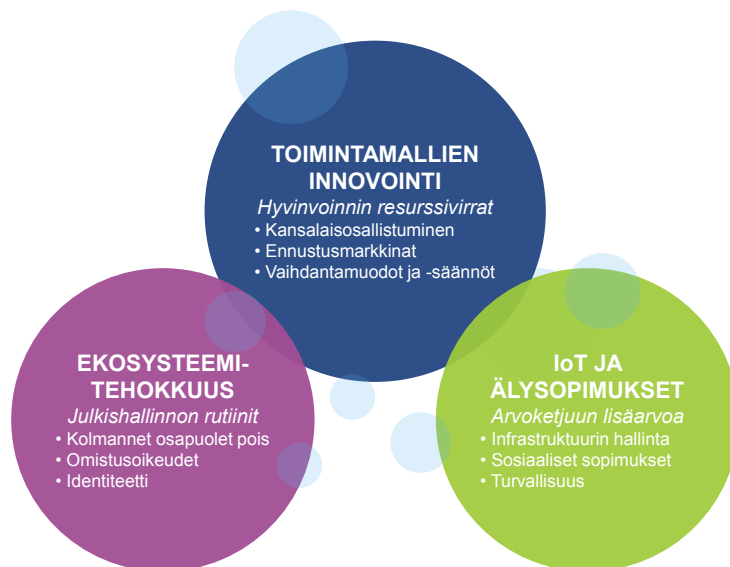 TOIMINTAMALLIEN
INNOVOINTI
Hyvinvoinnin resurssivirrat
• Kansalaisosallistuminen
• Ennustusmarkkinat
• Vaihdantamuodot ja -säännöt
EKOSYSTEEMI-
TEHOKKUUS
Julkishallinnon rutiinit
• Kolmannet osapuolet pois
• Omistusoikeudet
• Identiteetti
IoT JA
ÄLYSOPIMUKSET
Arvoketjuun lisäarvoa
• Infrastruktuurin hallinta
• Sosiaaliset sopimukset
• Turvallisuus